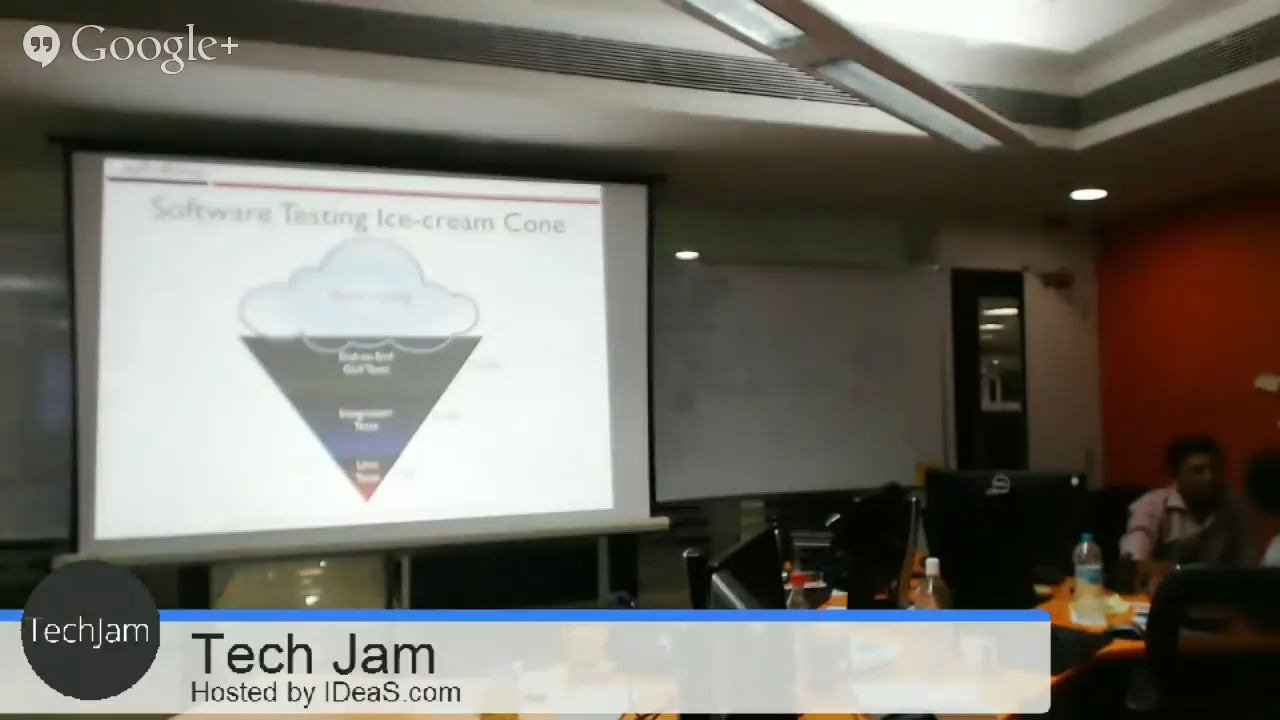 Google+
Software Testing Ice-cream Cone
End-to-End
GUI Tests
Integration
Tests
Unit
Tests
TechJam
Tech Jam
Hosted by IDeaS.com